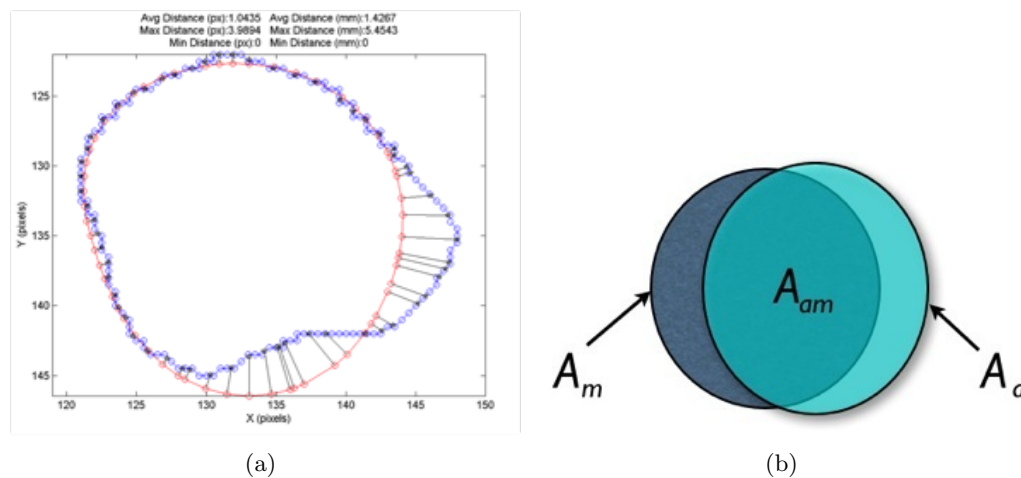 Avg Distance (px):1.0435 Avg Distance (mm):1.4267
Max Distance (px):3.9894 Max Distance (mm):5.4543
Min Distance (px):0 Min Distance (mm):0
125
130
135
140
145
Y (pixels)
120 125 130 135 140 145 150
X (pixels)
A_am
A_m
A_a
(a)
(b)